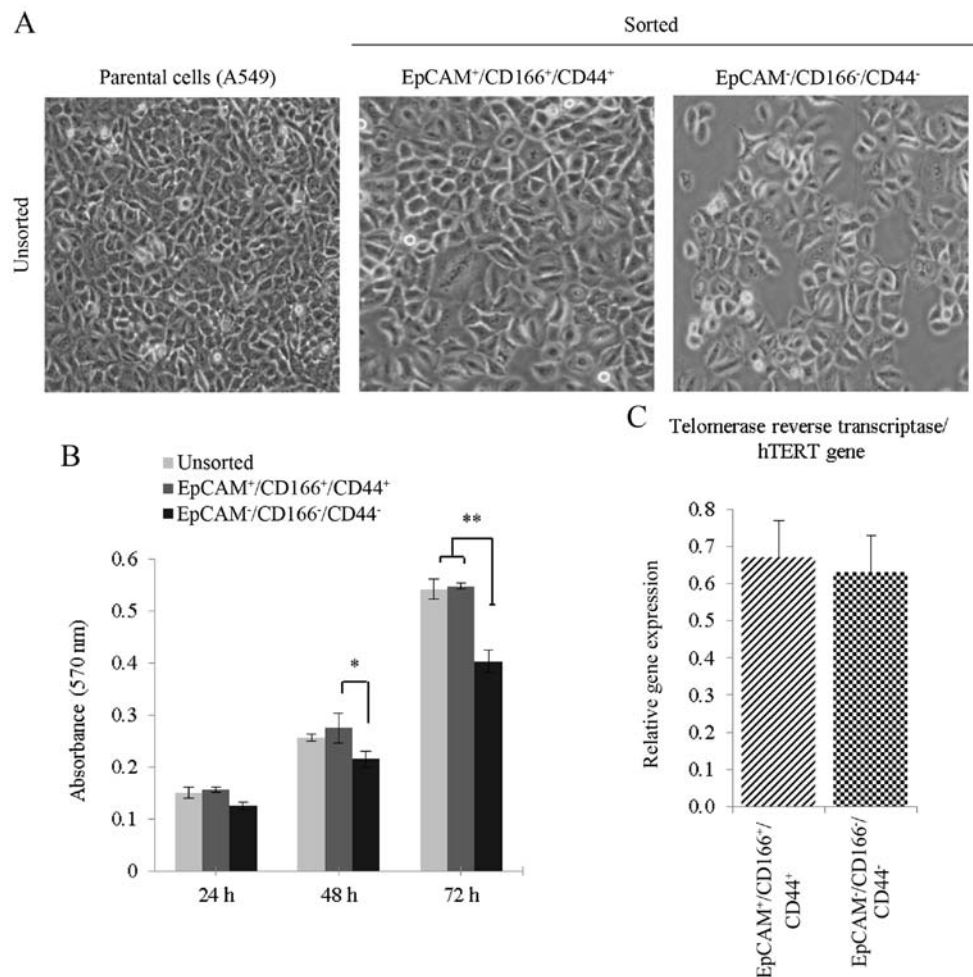 A
Sorted
Parental cells (A549)
EpCAM⁺/CD166⁺/CD44⁺
EpCAM⁻/CD166⁻/CD44⁻
Unsorted
B
Unsorted
EpCAM⁺/CD166⁺/CD44⁺
EpCAM⁻/CD166⁻/CD44⁻
Absorbance (570 nm)
0.6
0.5
0.4
0.3
0.2
0.1
0
*
**
24 h
48 h
72 h
C
Telomerase reverse transcriptase/
hTERT gene
Relative gene expression
0.8
0.7
0.6
0.5
0.4
0.3
0.2
0.1
0.0
EpCAM⁺/CD166⁺/
CD44⁺
EpCAM⁻/CD166⁻/
CD44⁻